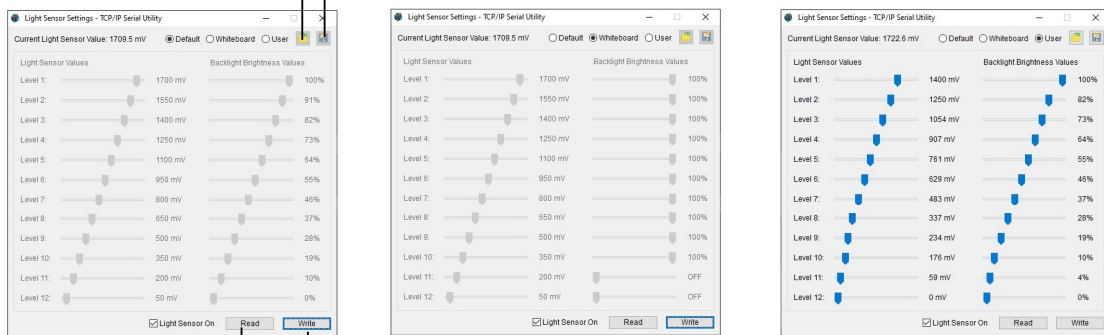 Light Sensor Settings - TCP/IP Serial Utility
Current Light Sensor Value: 1709.5 mV Default Whiteboard User
Light Sensor Values Backlight Brightness Values
Level 1: 1700 mV 100%
Level 2: 1550 mV 91%
Level 3: 1400 mV 82%
Level 4: 1250 mV 73%
Level 5: 1100 mV 64%
Level 6: 950 mV 55%
Level 7: 800 mV 46%
Level 8: 650 mV 37%
Level 9: 500 mV 28%
Level 10: 350 mV 19%
Level 11: 200 mV 10%
Level 12: 50 mV 0%
Light Sensor On Read Write
Light Sensor Settings - TCP/IP Serial Utility
Current Light Sensor Value: 1709.5 mV Default Whiteboard User
Light Sensor Values Backlight Brightness Values
Level 1: 1700 mV 100%
Level 2: 1550 mV 100%
Level 3: 1400 mV 100%
Level 4: 1250 mV 100%
Level 5: 1100 mV 100%
Level 6: 950 mV 100%
Level 7: 800 mV 100%
Level 8: 650 mV 100%
Level 9: 500 mV 100%
Level 10: 350 mV 100%
Level 11: 200 mV OFF
Level 12: 50 mV OFF
Light Sensor On Read Write
Light Sensor Settings - TCP/IP Serial Utility
Current Light Sensor Value: 1722.6 mV Default Whiteboard User
Light Sensor Values Backlight Brightness Values
Level 1: 1400 mV 100%
Level 2: 1250 mV 82%
Level 3: 1054 mV 73%
Level 4: 907 mV 64%
Level 5: 761 mV 55%
Level 6: 629 mV 46%
Level 7: 483 mV 37%
Level 8: 337 mV 28%
Level 9: 234 mV 19%
Level 10: 176 mV 10%
Level 11: 59 mV 4%
Level 12: 0 mV 0%
Light Sensor On Read Write